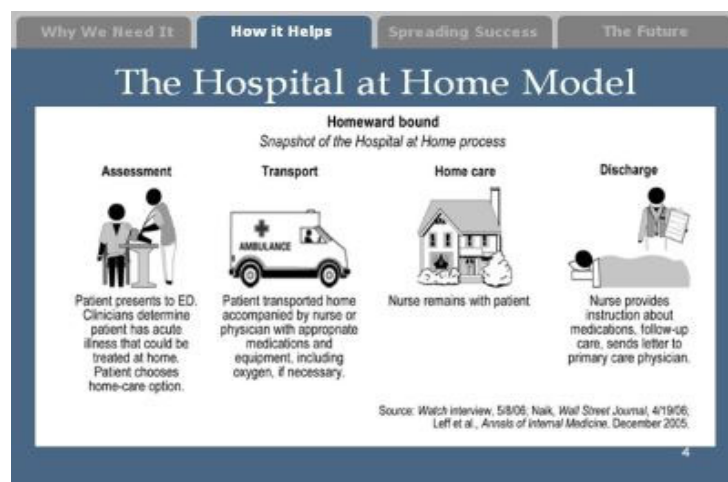 Why We Need It
How it Helps
Spreading Success
The Future
The Hospital at Home Model
Homeward bound
Snapshot of the Hospital at Home process
Assessment
Transport
Home care
Discharge
AMBULANCE
Patient presents to ED.
Clinicians determine
patient has acute
illness that could be
treated at home.
Patient chooses
home-care option.
Patient transported home
accompanied by nurse or
physician with appropriate
medications and
equipment, including
oxygen, if necessary.
Nurse remains with patient
Nurse provides
instruction about
medications, follow-up
care, sends letter to
primary care physician.
Source: Watch interview, 5/8/06; Naik, Wall Street Journal, 4/19/06;
Leff et al., Annals of Internal Medicine, December 2005.
4